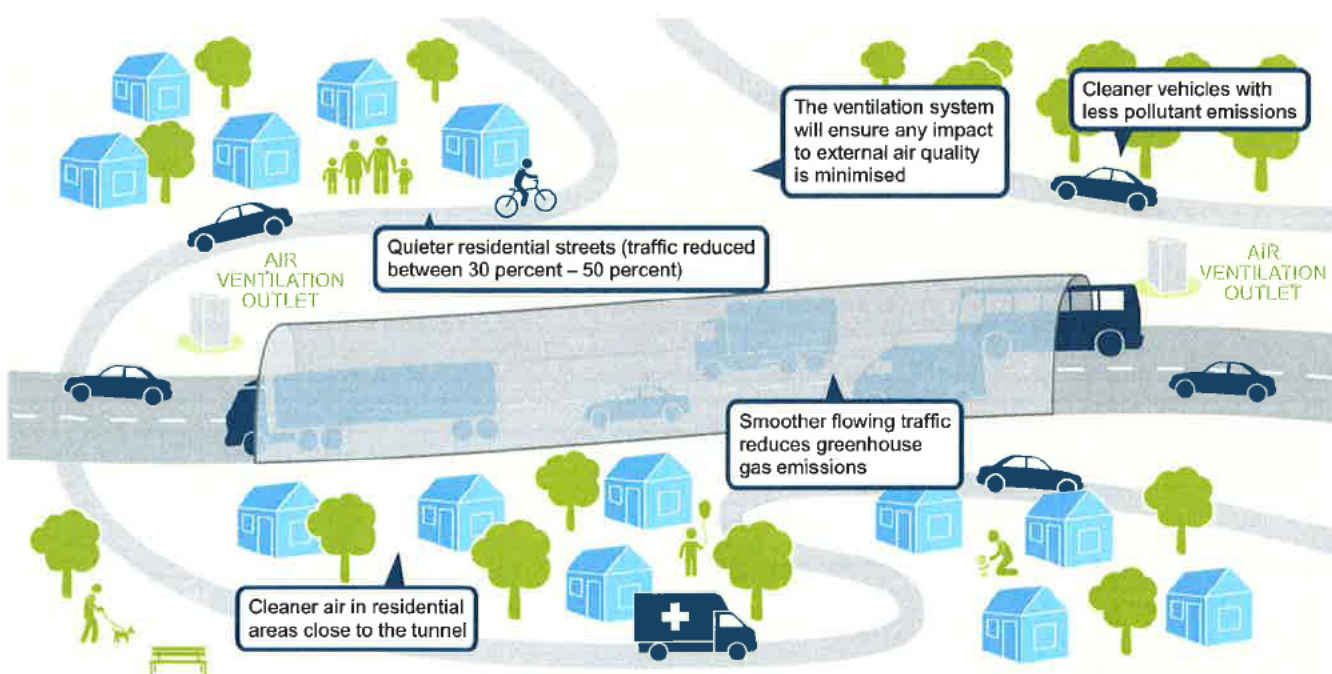 The ventilation system
will ensure any impact
to external air quality
is minimised
Cleaner vehicles with
less pollutant emissions
Quieter residential streets (traffic reduced
between 30 percent – 50 percent)
AIR
VENTILATION
OUTLET
AIR
VENTILATION
OUTLET
Smoother flowing traffic
reduces greenhouse
gas emissions
Cleaner air in residential
areas close to the tunnel